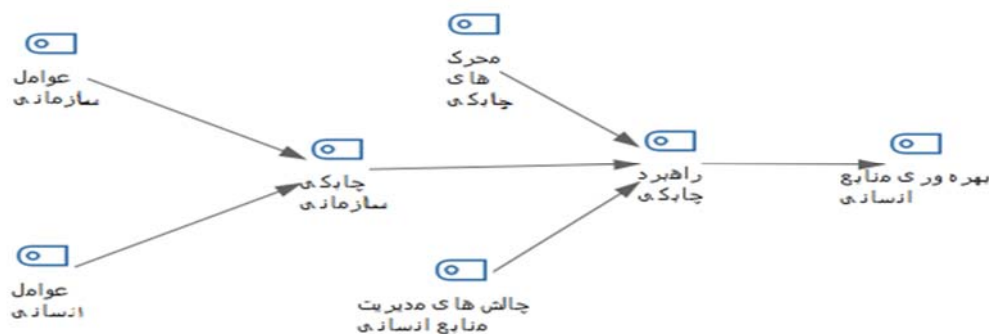 محرک
های
چابکی
عوامل
سازمانی
چابکی
سازمانی
راهبرد
چابکی
بهره وری منابع
انسانی
عوامل
انسانی
چالش های مدیریت
منابع انسانی